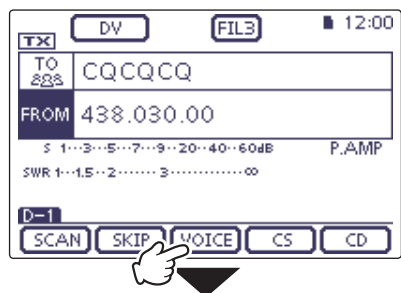 DV FIL3 12:00
TX
TO CQCQCQ
FROM 438.030.00
S 1··3··5··7··9··20··40··60dB P.AMP
SWR 1··1.5··2······3············∞
D-1
SCAN SKIP VOICE CS CD